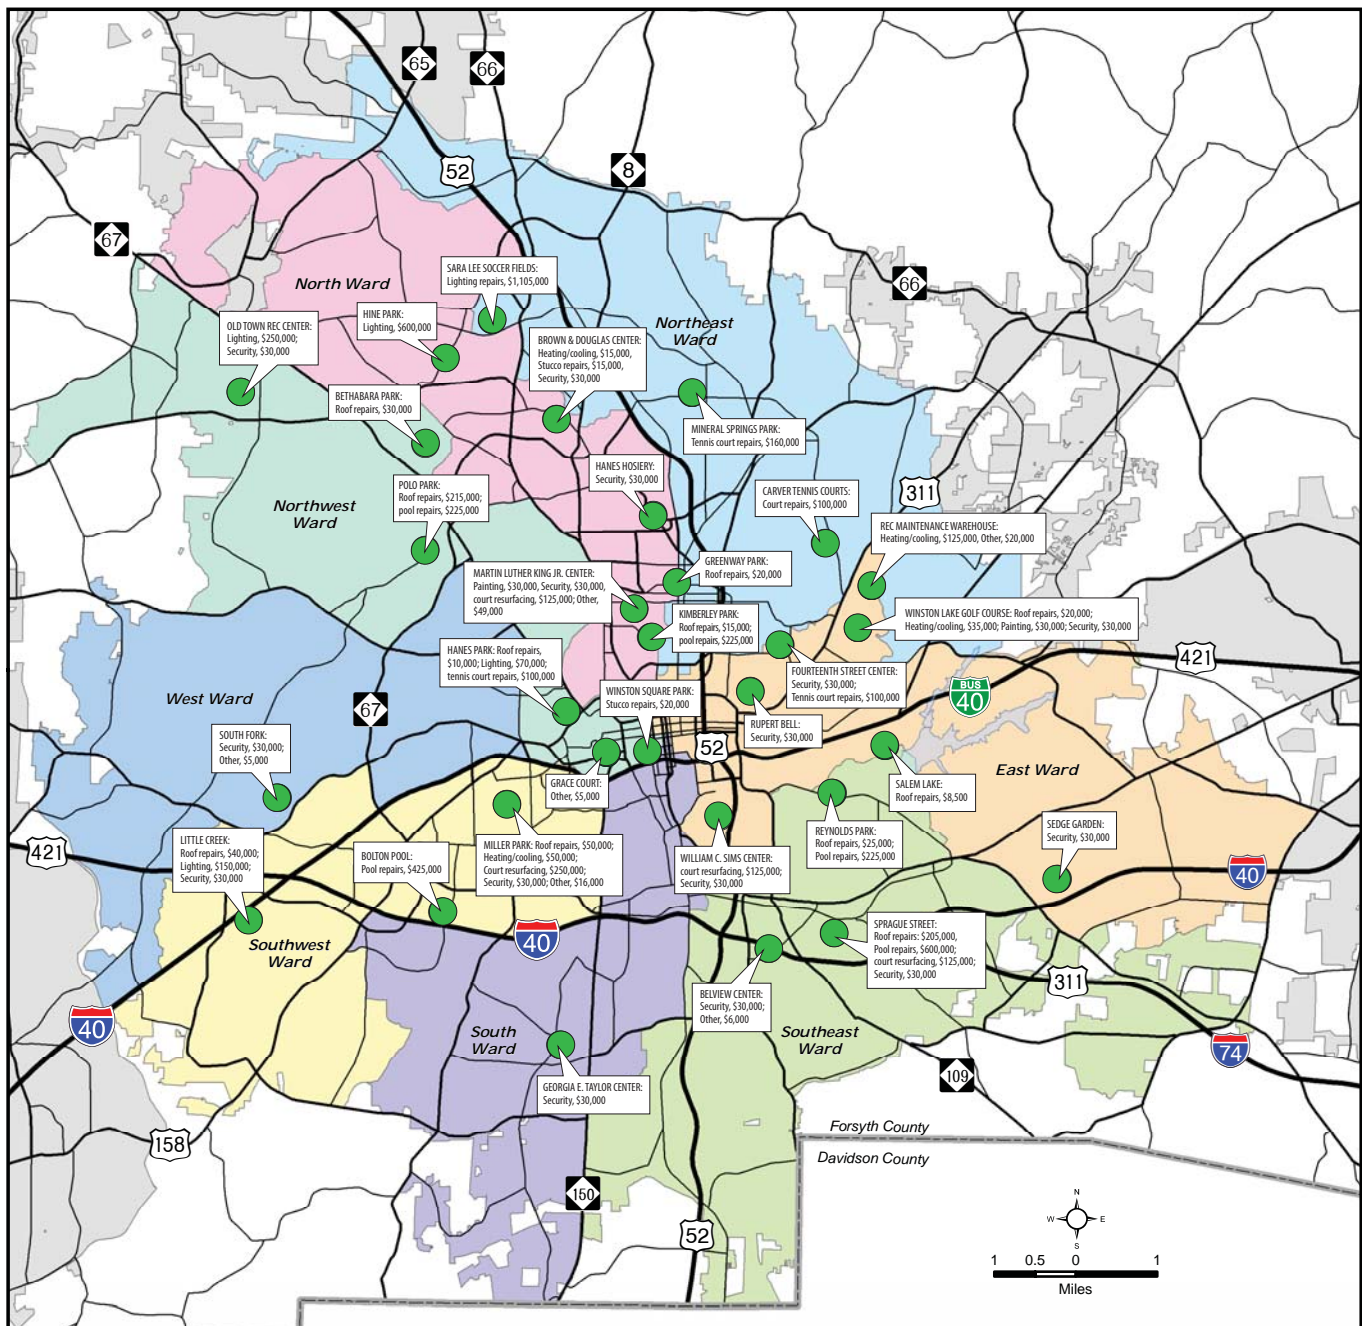 65
66
52
8
67
66
North Ward
SARA LEE SOCCER FIELDS:
Lighting repairs, $1,105,000
HINE PARK:
Lighting, $600,000
OLD TOWN REC CENTER:
Lighting, $250,000;
Security, $30,000
Northeast
Ward
BROWN & DOUGLAS CENTER:
Heating/cooling, $15,000,
Stucco repairs, $15,000,
Security, $30,000
BETHABARA PARK:
Roof repairs, $30,000
MINERAL SPRINGS PARK:
Tennis court repairs, $160,000
HANES HOSIERY:
Security, $30,000
POLO PARK:
Roof repairs, $215,000;
pool repairs, $225,000
CARVER TENNIS COURTS:
Court repairs, $100,000
311
Northwest
Ward
REC MAINTENANCE WAREHOUSE:
Heating/cooling, $125,000, Other, $20,000
GREENWAY PARK:
Roof repairs, $20,000
MARTIN LUTHER KING JR. CENTER:
Painting, $30,000, Security, $30,000,
court resurfacing, $125,000; Other,
$49,000
KIMBERLEY PARK:
Roof repairs, $15,000;
pool repairs, $225,000
WINSTON LAKE GOLF COURSE: Roof repairs, $20,000;
Heating/cooling, $35,000; Painting, $30,000; Security, $30,000
HANES PARK: Roof repairs,
$10,000; Lighting, $70,000;
tennis court repairs, $100,000
421
FOURTEENTH STREET CENTER:
Security, $30,000;
Tennis court repairs, $100,000
BUS
40
West Ward
67
WINSTON SQUARE PARK:
Stucco repairs, $20,000
RUPERT BELL:
Security, $30,000
SOUTH FORK:
Security, $30,000;
Other, $5,000
52
East Ward
GRACE COURT:
Other, $5,000
SALEM LAKE:
Roof repairs, $8,500
SEDGE GARDEN:
Security, $30,000
421
LITTLE CREEK:
Roof repairs, $40,000;
Lighting, $150,000;
Security, $30,000
BOLTON POOL:
Pool repairs, $425,000
MILLER PARK: Roof repairs, $50,000;
Heating/cooling, $50,000;
Court resurfacing, $250,000;
Security, $30,000; Other, $16,000
WILLIAM C. SIMS CENTER:
court resurfacing, $125,000;
Security, $30,000
REYNOLDS PARK:
Roof repairs, $25,000;
Pool repairs, $225,000
40
SPRAGUE STREET:
Roof repairs: $205,000,
Pool repairs, $600,000;
court resurfacing, $125,000;
Security, $30,000
40
Southwest
Ward
311
BELVIEW CENTER:
Security, $30,000;
Other, $6,000
40
South
Ward
Southeast
Ward
74
109
GEORGIA E. TAYLOR CENTER:
Security, $30,000
158
Forsyth County
Davidson County
150
52
N
W
E
S
1
0.5
0
1
Miles